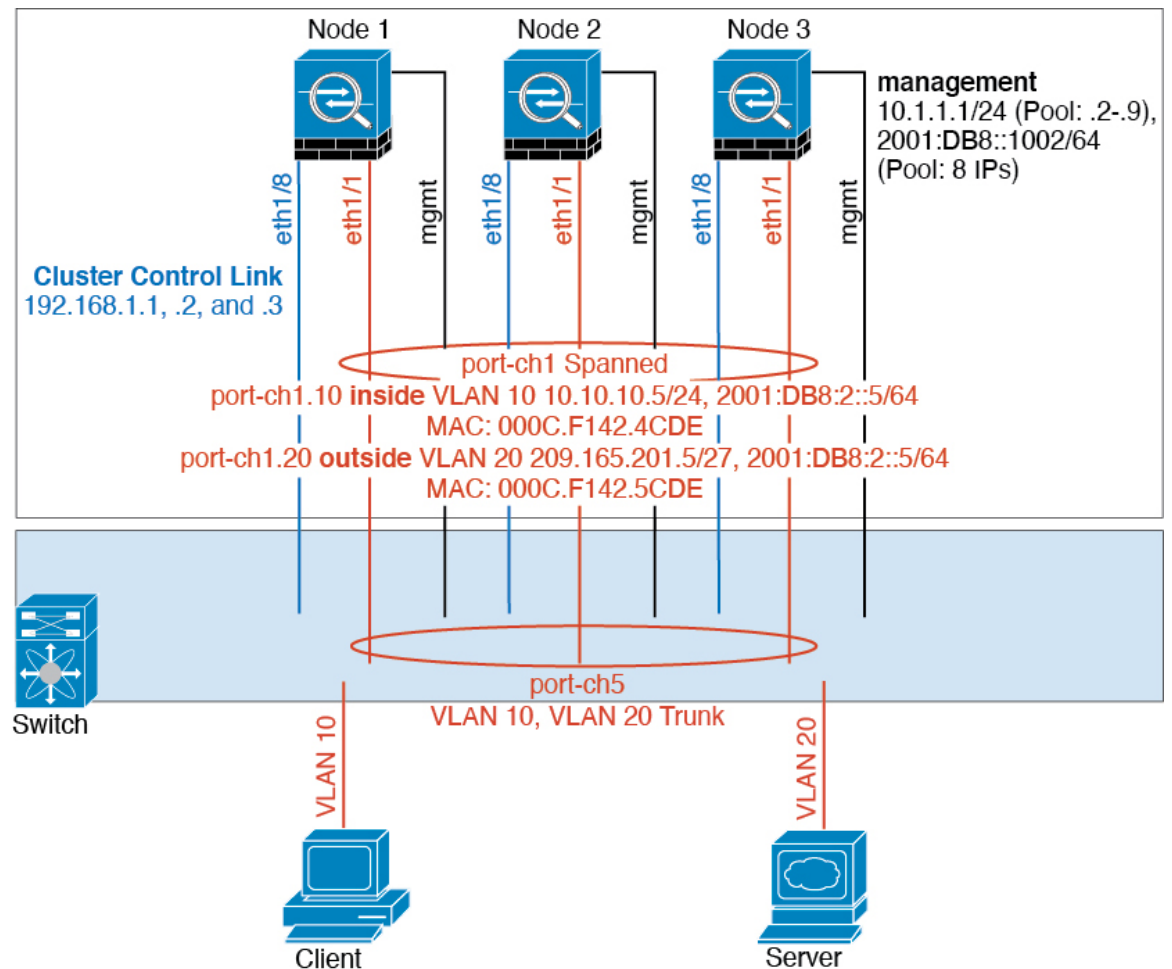 Node 1
Node 2
Node 3
management
10.1.1.1/24 (Pool: .2-.9),
2001:DB8::1002/64
(Pool: 8 IPs)
eth1/8
eth1/1
mgmt
eth1/8
eth1/1
mgmt
eth1/8
eth1/1
mgmt
Cluster Control Link
192.168.1.1, .2, and .3
port-ch1 Spanned
port-ch1.10 inside VLAN 10 10.10.10.5/24, 2001:DB8:2::5/64
MAC: 000C.F142.4CDE
port-ch1.20 outside VLAN 20 209.165.201.5/27, 2001:DB8:2::5/64
MAC: 000C.F142.5CDE
Switch
port-ch5
VLAN 10, VLAN 20 Trunk
VLAN 10
VLAN 20
Client
Server